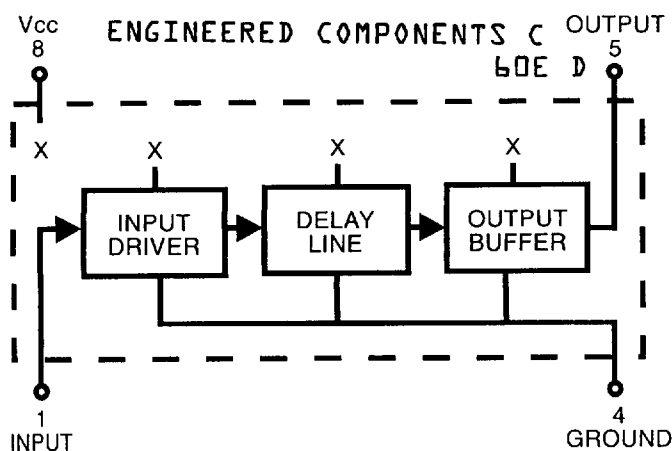 Vcc
8
ENGINEERED COMPONENTS C
60E D
OUTPUT
5
X
X
X
X
INPUT
DRIVER
DELAY
LINE
OUTPUT
BUFFER
1
INPUT
4
GROUND